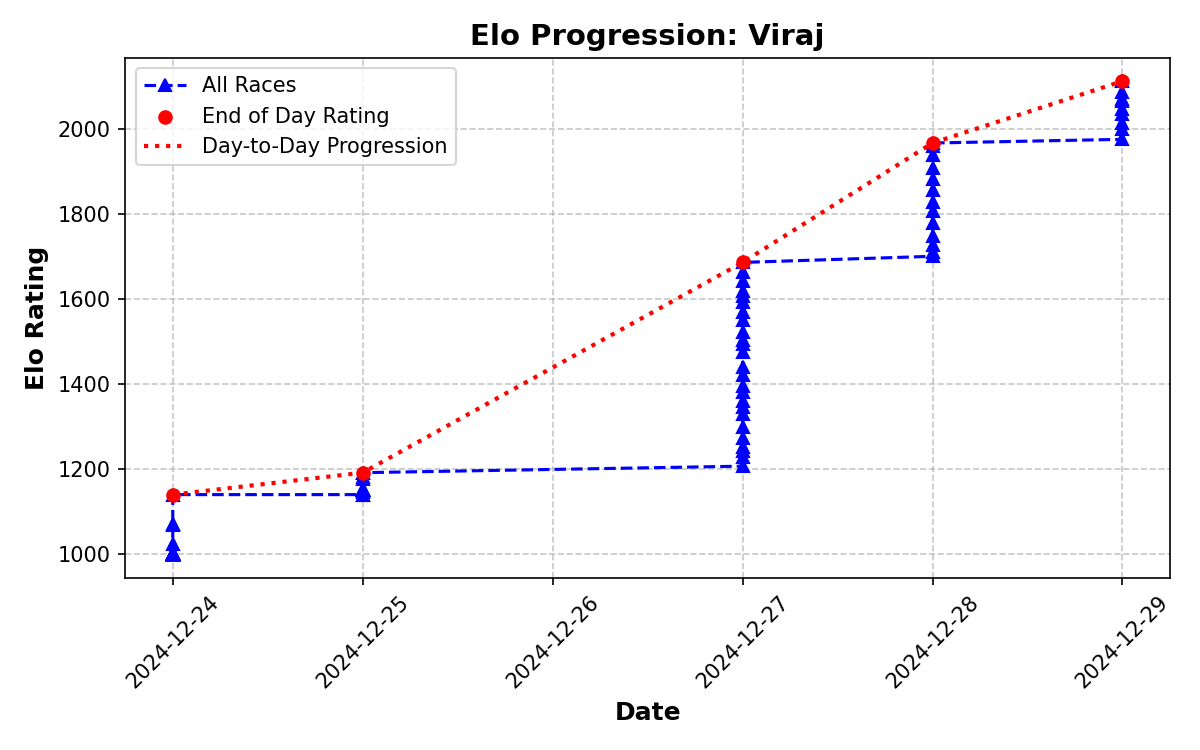 Elo Progression: Viraj
All Races
End of Day Rating
Day-to-Day Progression
Elo Rating
2000
1800
1600
1400
1200
1000
2024-12-24
2024-12-25
2024-12-26
2024-12-27
2024-12-28
2024-12-29
Date